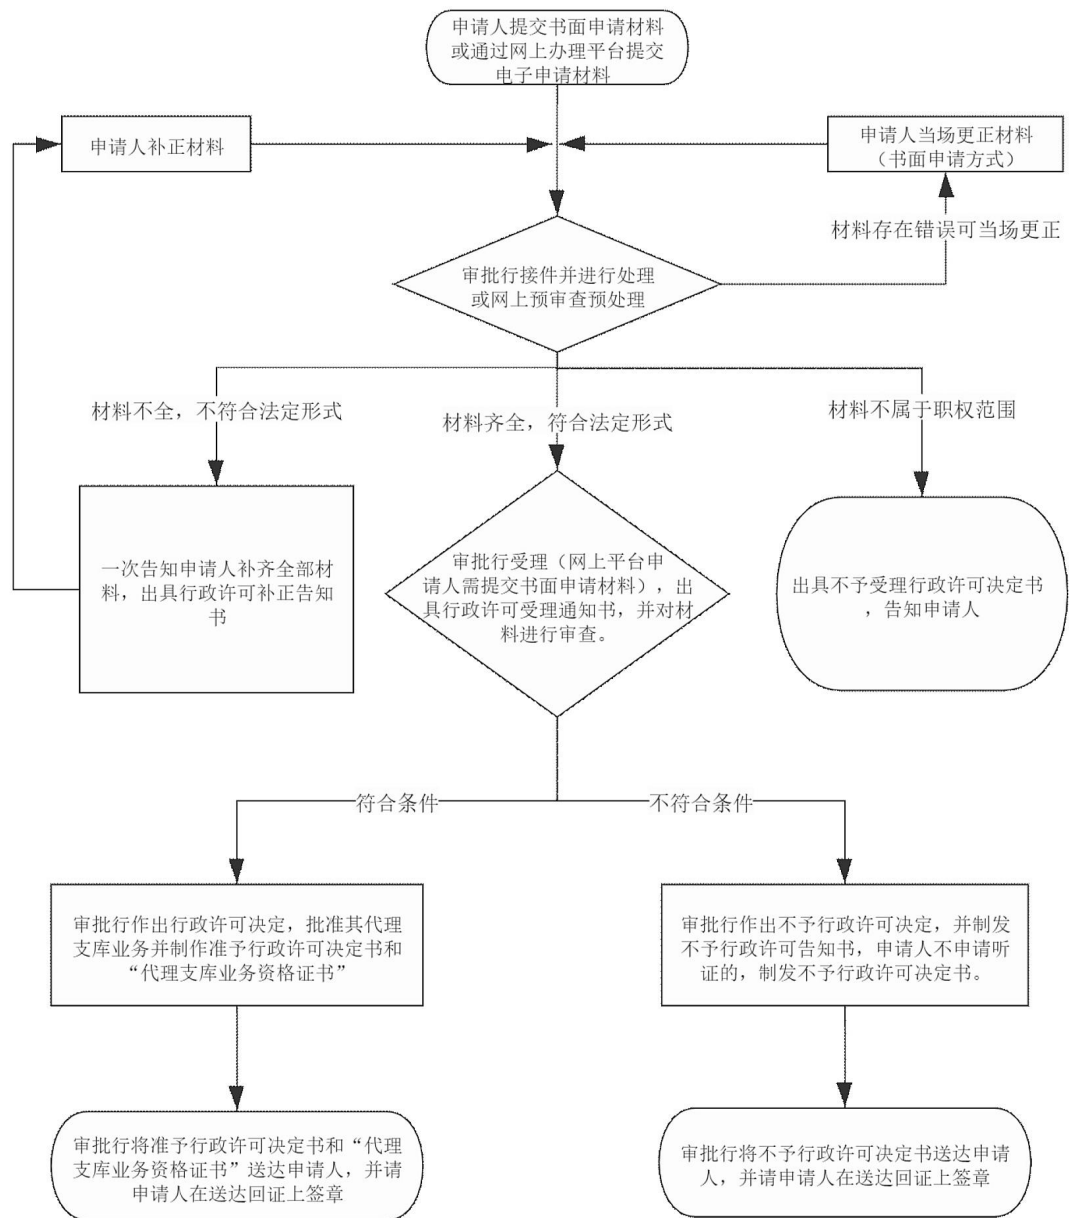 申请人提交书面申请材料
或通过网上办理平台提交
电子申请材料
申请人补正材料
申请人当场更正材料
（书面申请方式）
材料存在错误可当场更正
审批行接件并进行处理
或网上预审查预处理
材料不全，不符合法定形式
材料齐全，符合法定形式
材料不属于职权范围
一次告知申请人补齐全部材
料，出具行政许可补正告知
书
审批行受理（网上平台申
请人需提交书面申请材料），出
具行政许可受理通知书，并对材
料进行审查。
出具不予受理行政许可决定书
，告知申请人
符合条件
不符合条件
审批行作出行政许可决定，批准其代理
支库业务并制作准予行政许可决定书和
“代理支库业务资格证书”
审批行作出不予行政许可决定，并制发
不予行政许可告知书，申请人不申请听
证的，制发不予行政许可决定书。
审批行将准予行政许可决定书和“代理
支库业务资格证书”送达申请人，并请
申请人在送达回证上签章
审批行将不予行政许可决定书送达申请
人，并请申请人在送达回证上签章